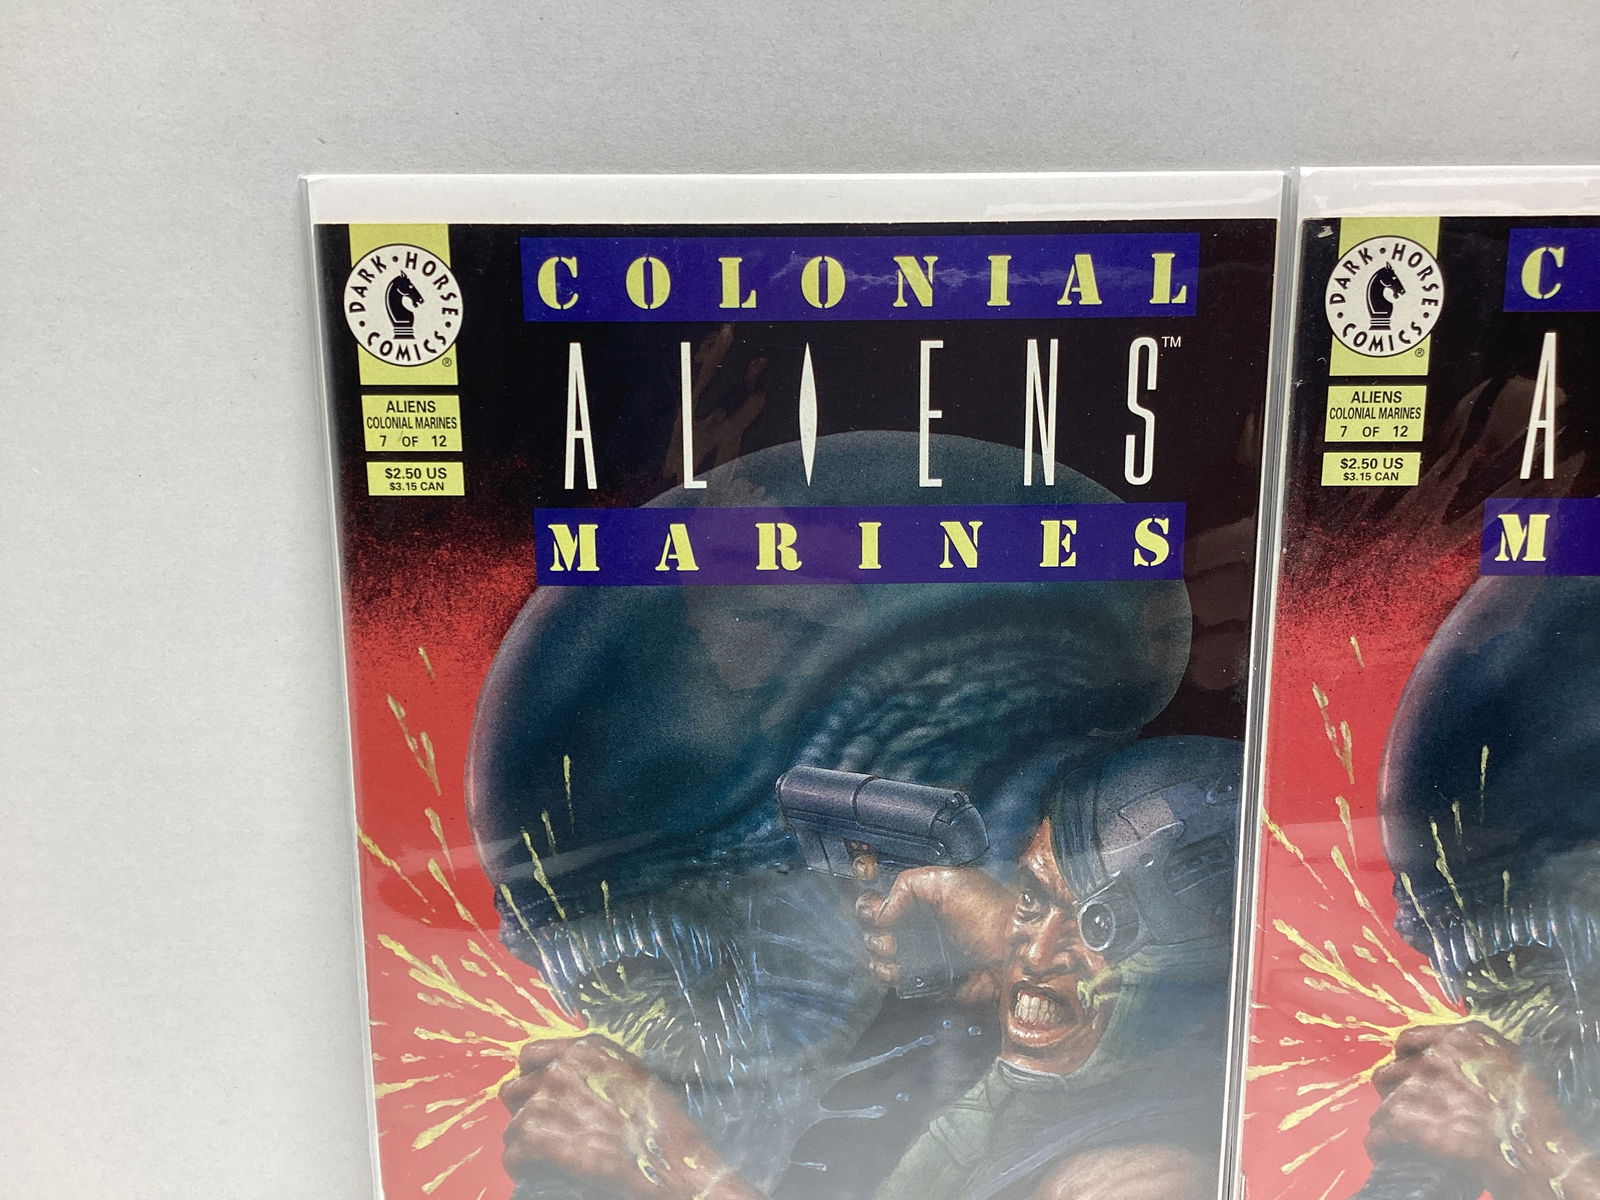 DARK • HORSE
• COMICS •
®
COLONIAL
ALIENS™
MARINES
ALIENS
COLONIAL MARINES
7 OF 12
$2.50 US
$3.15 CAN
DARK • HORSE
• COMICS •
®
C
A
M
ALIENS
COLONIAL MARINES
7 OF 12
$2.50 US
$3.15 CAN